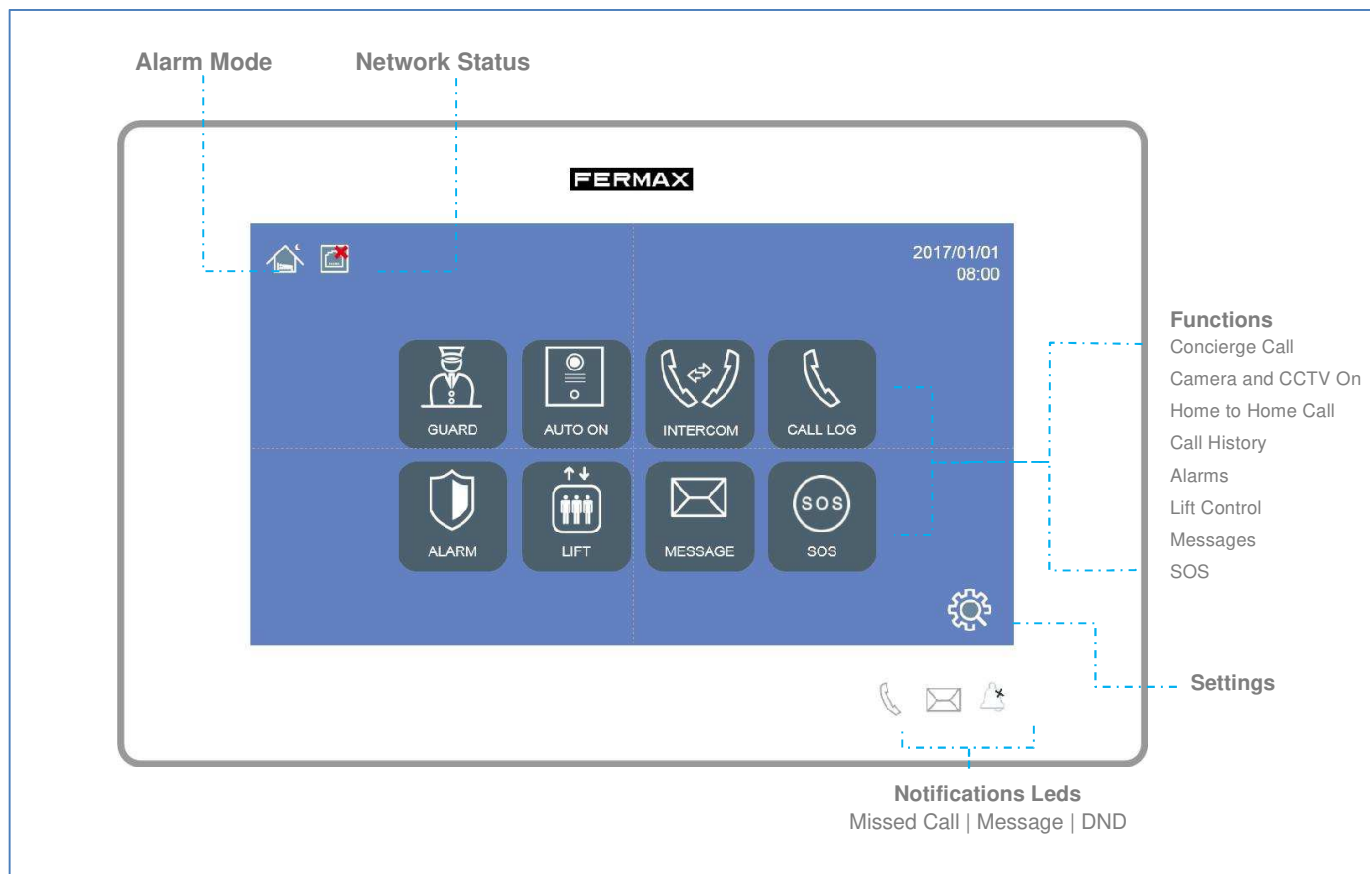 Alarm Mode
Network Status
FERMAX
2017/01/01
08:00
GUARD
AUTO ON
INTERCOM
CALL LOG
ALARM
LIFT
MESSAGE
SOS
SOS
Functions
Concierge Call
Camera and CCTV On
Home to Home Call
Call History
Alarms
Lift Control
Messages
SOS
Settings
Notifications Leds
Missed Call | Message | DND